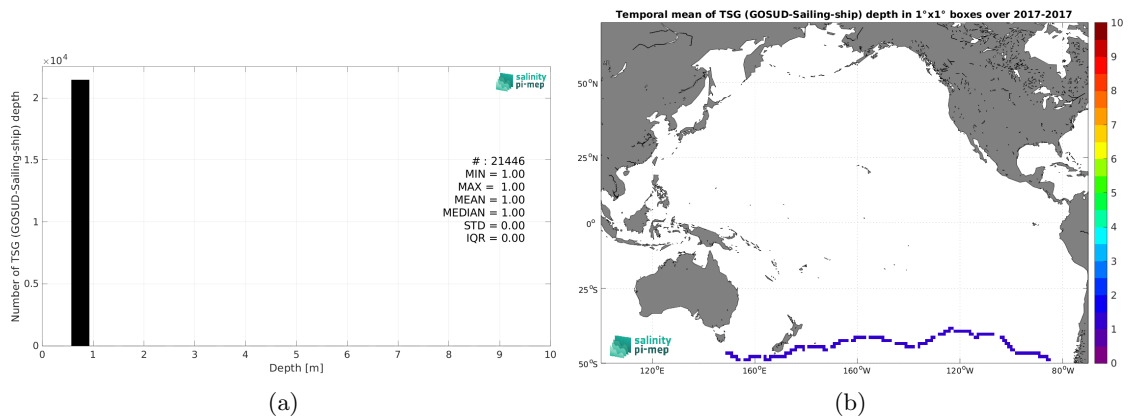 ×10⁴
2
1.5
1
0.5
0
Number of TSG (GOSUD-Sailing-ship) depth
salinity
pi-mep
# : 21446
MIN = 1.00
MAX = 1.00
MEAN = 1.00
MEDIAN = 1.00
STD = 0.00
IQR = 0.00
0 1 2 3 4 5 6 7 8 9 10
Depth [m]
(a)
Temporal mean of TSG (GOSUD-Sailing-ship) depth in 1°x1° boxes over 2017-2017
50°N
25°N
0°
25°S
50°S
salinity
pi-mep
120°E 160°E 160°W 120°W 80°W
10
9
8
7
6
5
4
3
2
1
0
(b)